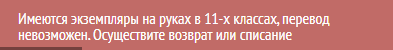 Имеются экземпляры на руках в 11-х классах, перевод
невозможен. Осуществите возврат или списание